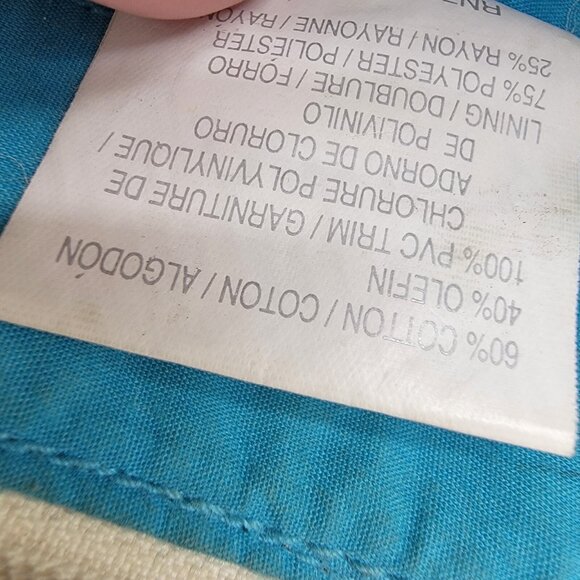 60% COTTON / COTON / ALGODÓN
40% OLEFIN
100% PVC TRIM / GARNITURE DE
CHLORURE POLYVINYLIQUE /
ADORNO DE CLORURO
DE POLIVINILO
LINING / DOUBLURE / FORRO
75% POLYESTER / POLIESTER
25% RAYON / RAYONNE / RAYON